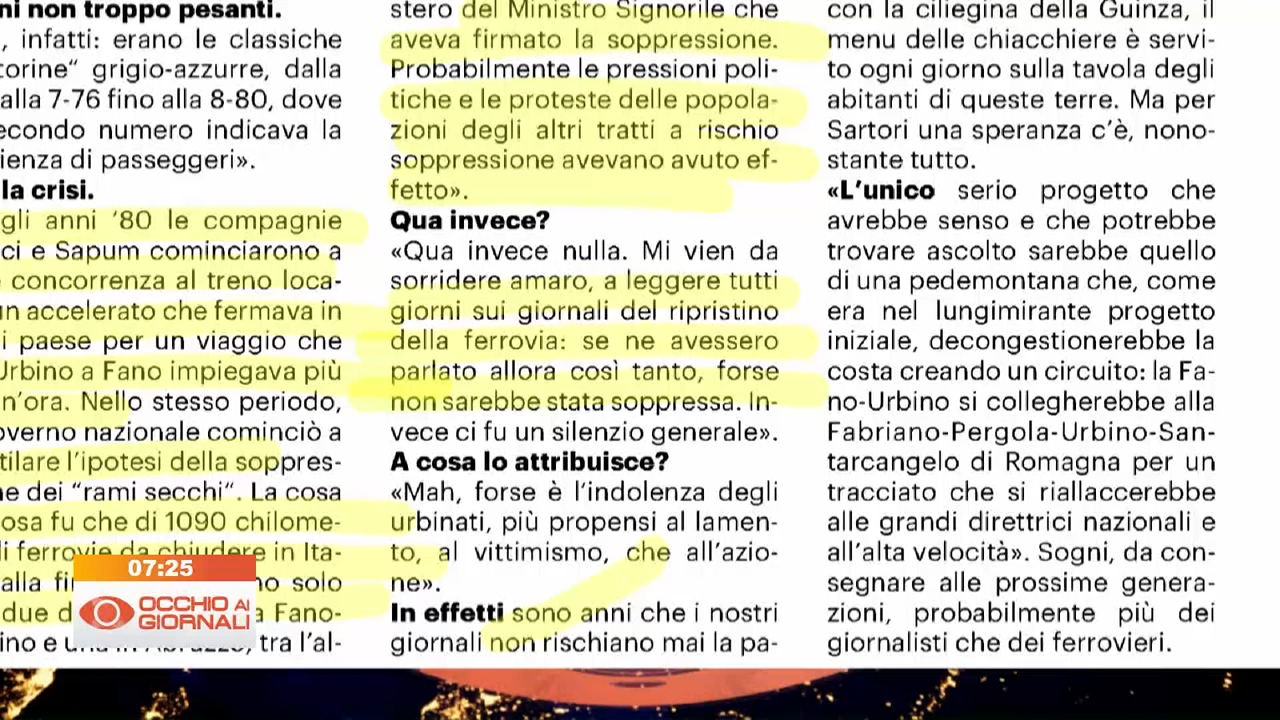 ni non troppo pesanti.
, infatti: erano le classiche
torine“ grigio-azzurre, dalla
alla 7-76 fino alla 8-80, dove
econdo numero indicava la
ienza di passeggeri».
la crisi.
gli anni ’80 le compagnie
ci e Sapum cominciarono a
concorrenza al treno loca-
n accelerato che fermava in
i paese per un viaggio che
Urbino a Fano impiegava più
n’ora. Nello stesso periodo,
overno nazionale cominciò a
tilare l’ipotesi della soppres-
e dei “rami secchi“. La cosa
osa fu che di 1090 chilome-
i ferrovie da chiudere in Ita-
alla fi no solo
due d a Fano-
ino e una in Abruzzo, tra l’al-
stero del Ministro Signorile che
aveva firmato la soppressione.
Probabilmente le pressioni poli-
tiche e le proteste delle popola-
zioni degli altri tratti a rischio
soppressione avevano avuto ef-
fetto».
Qua invece?
«Qua invece nulla. Mi vien da
sorridere amaro, a leggere tutti
giorni sui giornali del ripristino
della ferrovia: se ne avessero
parlato allora così tanto, forse
non sarebbe stata soppressa. In-
vece ci fu un silenzio generale».
A cosa lo attribuisce?
«Mah, forse è l’indolenza degli
urbinati, più propensi al lamen-
to, al vittimismo, che all’azio-
ne».
In effetti sono anni che i nostri
giornali non rischiano mai la pa-
con la ciliegina della Guinza, il
menu delle chiacchiere è servi-
to ogni giorno sulla tavola degli
abitanti di queste terre. Ma per
Sartori una speranza c’è, nono-
stante tutto.
«L’unico serio progetto che
avrebbe senso e che potrebbe
trovare ascolto sarebbe quello
di una pedemontana che, come
era nel lungimirante progetto
iniziale, decongestionerebbe la
costa creando un circuito: la Fa-
no-Urbino si collegherebbe alla
Fabriano-Pergola-Urbino-San-
tarcangelo di Romagna per un
tracciato che si riallaccerebbe
alle grandi direttrici nazionali e
all’alta velocità». Sogni, da con-
segnare alle prossime genera-
zioni, probabilmente più dei
giornalisti che dei ferrovieri.
07:25
OCCHIO AI
GIORNALI